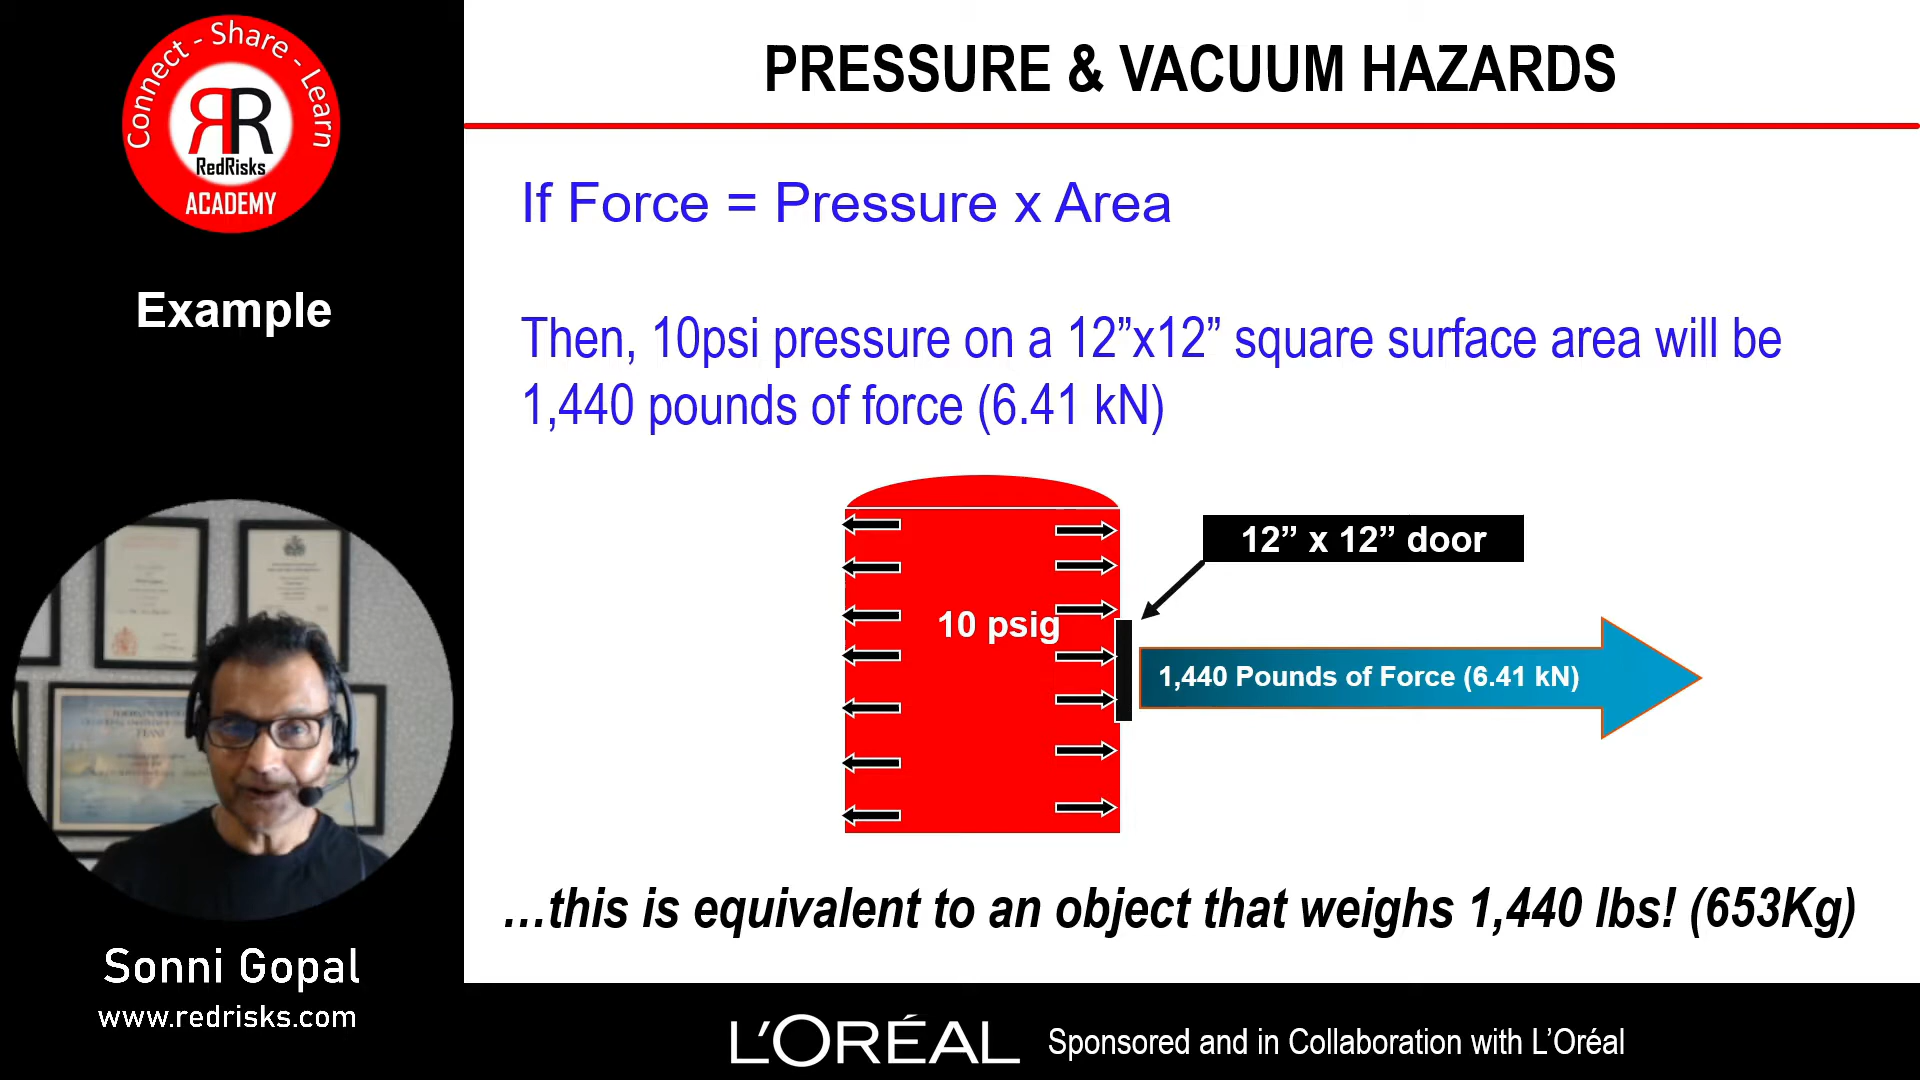 Connect - Share - Learn
RR
RedRisks
ACADEMY
Example
Sonni Gopal
www.redrisks.com
PRESSURE & VACUUM HAZARDS
If Force = Pressure x Area
Then, 10psi pressure on a 12”x12” square surface area will be
1,440 pounds of force (6.41 kN)
12” x 12” door
10 psig
1,440 Pounds of Force (6.41 kN)
...this is equivalent to an object that weighs 1,440 lbs! (653Kg)
L'ORÉAL
Sponsored and in Collaboration with L’Oréal